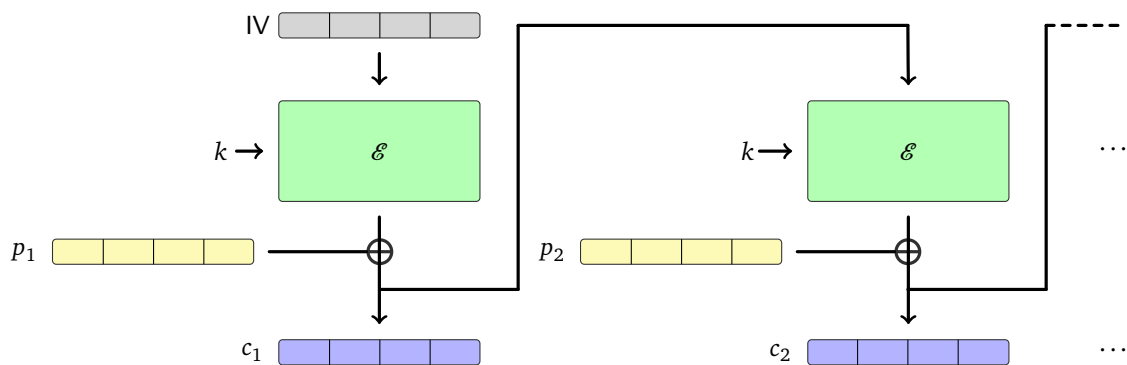 IV
k ℰ k ℰ ...
p₁ p₂
c₁ c₂ ...